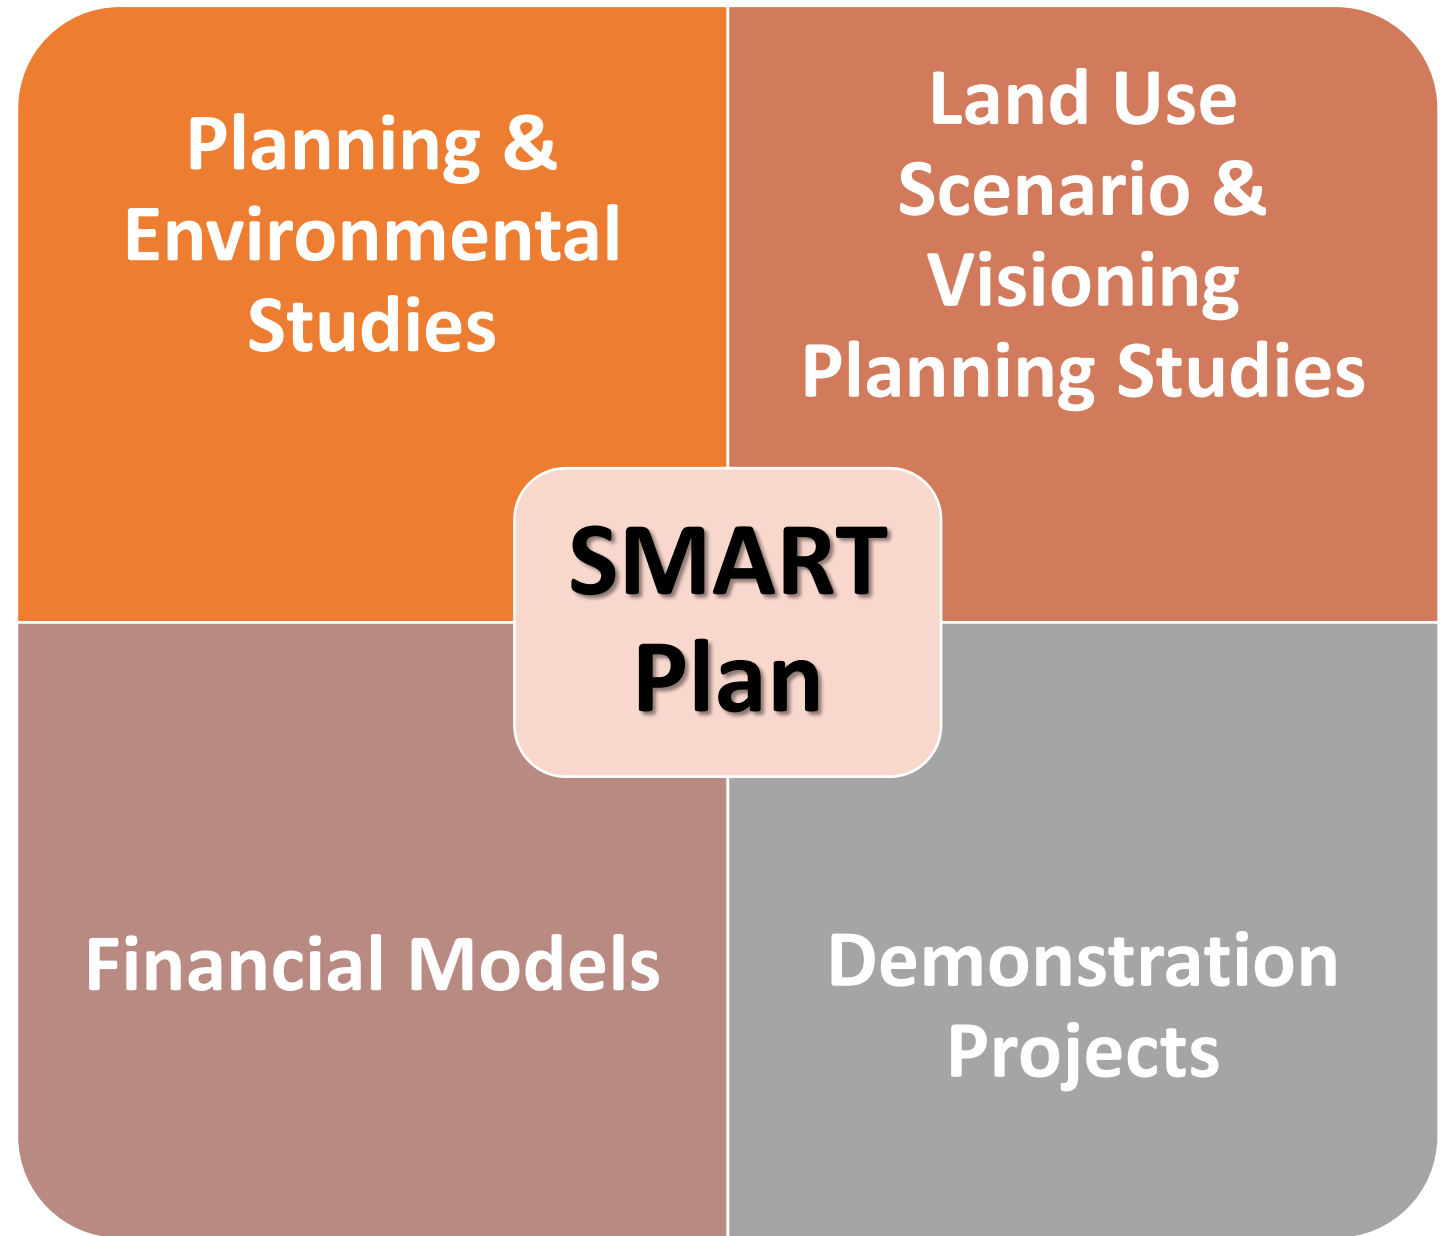 Planning &
Environmental
Studies
Land Use
Scenario &
Visioning
Planning Studies
SMART
Plan
Financial Models
Demonstration
Projects